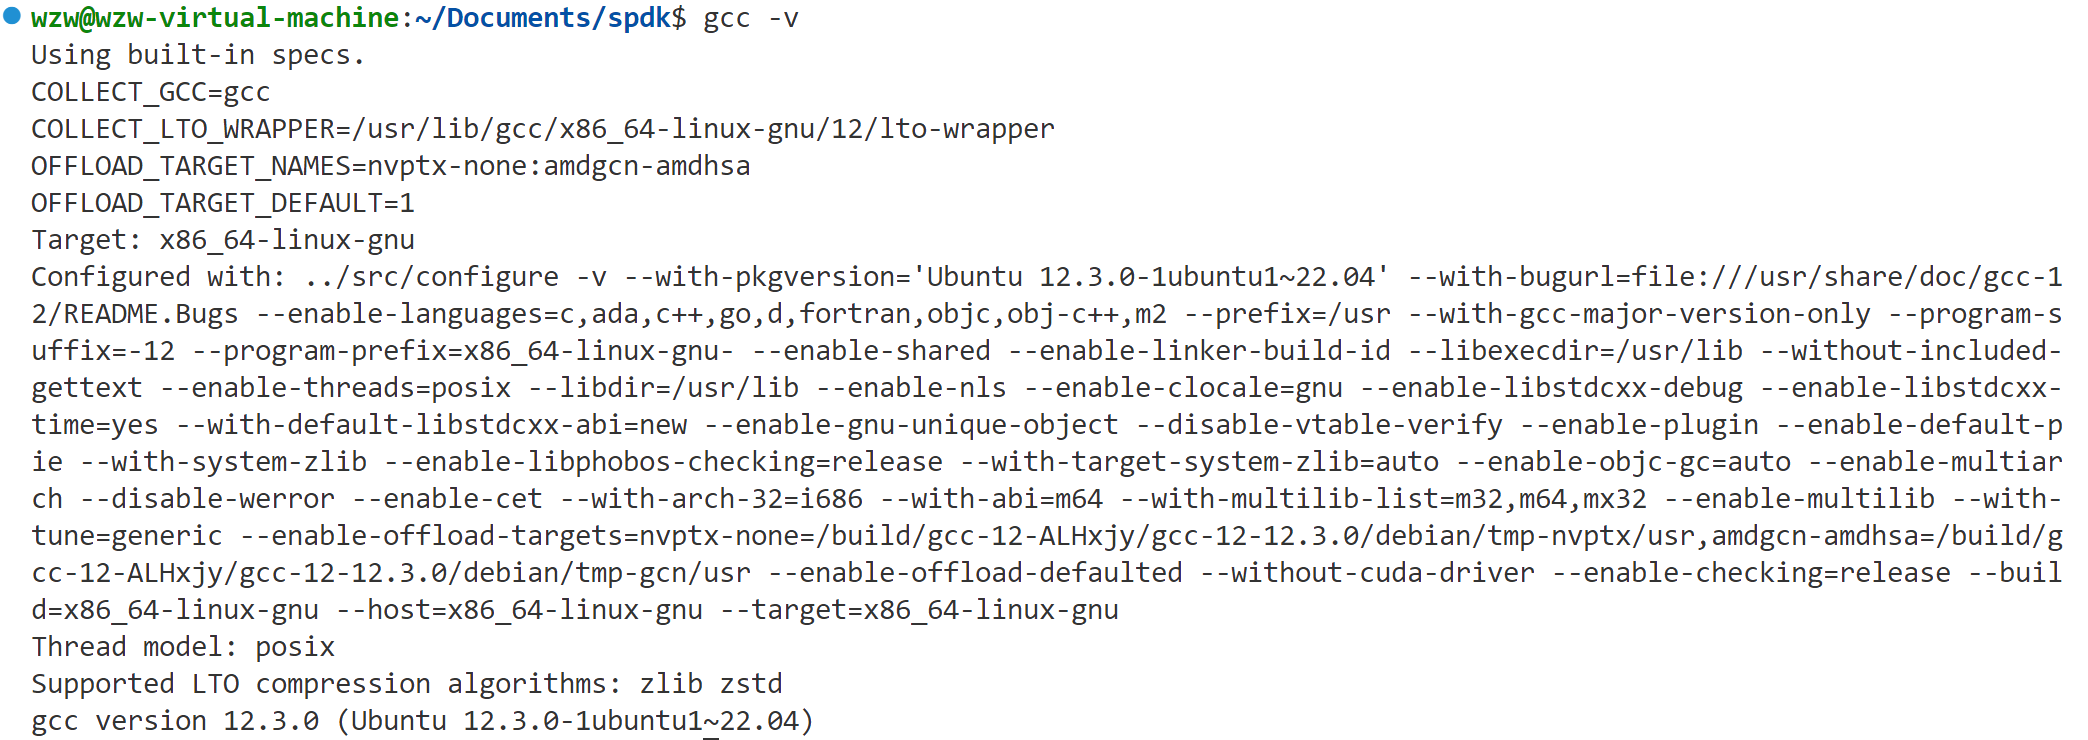 wzw@wzw-virtual-machine:~/Documents/spdk$ gcc -v
Using built-in specs.
COLLECT_GCC=gcc
COLLECT_LTO_WRAPPER=/usr/lib/gcc/x86_64-linux-gnu/12/lto-wrapper
OFFLOAD_TARGET_NAMES=nvptx-none:amdgcn-amdhsa
OFFLOAD_TARGET_DEFAULT=1
Target: x86_64-linux-gnu
Configured with: ../src/configure -v --with-pkgversion='Ubuntu 12.3.0-1ubuntu1~22.04' --with-bugurl=file:///usr/share/doc/gcc-1
2/README.Bugs --enable-languages=c,ada,c++,go,d,fortran,objc,obj-c++,m2 --prefix=/usr --with-gcc-major-version-only --program-s
uffix=-12 --program-prefix=x86_64-linux-gnu- --enable-shared --enable-linker-build-id --libexecdir=/usr/lib --without-included-
gettext --enable-threads=posix --libdir=/usr/lib --enable-nls --enable-clocale=gnu --enable-libstdcxx-debug --enable-libstdcxx-
time=yes --with-default-libstdcxx-abi=new --enable-gnu-unique-object --disable-vtable-verify --enable-plugin --enable-default-p
ie --with-system-zlib --enable-libphobos-checking=release --with-target-system-zlib=auto --enable-objc-gc=auto --enable-multiar
ch --disable-werror --enable-cet --with-arch-32=i686 --with-abi=m64 --with-multilib-list=m32,m64,mx32 --enable-multilib --with-
tune=generic --enable-offload-targets=nvptx-none=/build/gcc-12-ALHxjy/gcc-12-12.3.0/debian/tmp-nvptx/usr,amdgcn-amdhsa=/build/g
cc-12-ALHxjy/gcc-12-12.3.0/debian/tmp-gcn/usr --enable-offload-defaulted --without-cuda-driver --enable-checking=release --buil
d=x86_64-linux-gnu --host=x86_64-linux-gnu --target=x86_64-linux-gnu
Thread model: posix
Supported LTO compression algorithms: zlib zstd
gcc version 12.3.0 (Ubuntu 12.3.0-1ubuntu1~22.04)